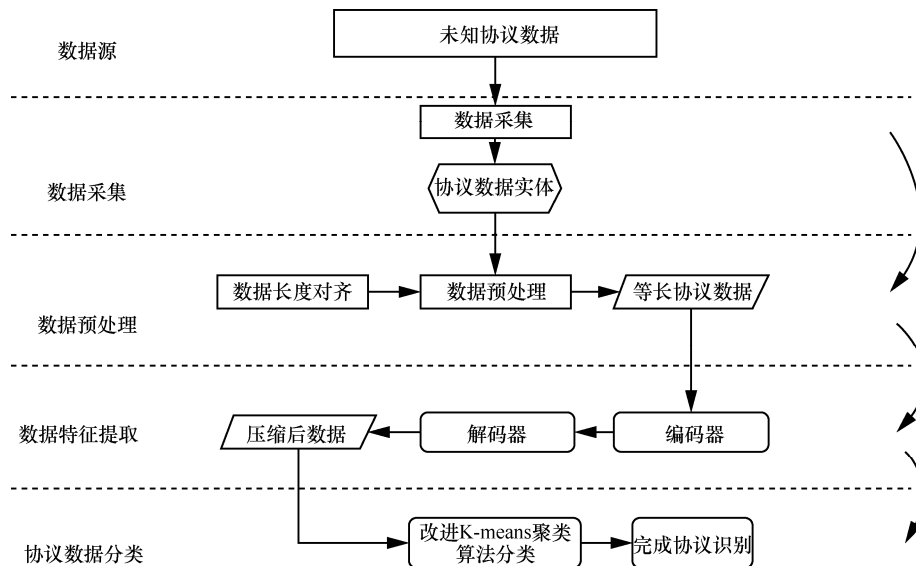 未知协议数据
数据源
数据采集
协议数据实体
数据采集
数据长度对齐
数据预处理
等长协议数据
数据预处理
数据特征提取
压缩后数据
解码器
编码器
改进K-means聚类
算法分类
完成协议识别
协议数据分类